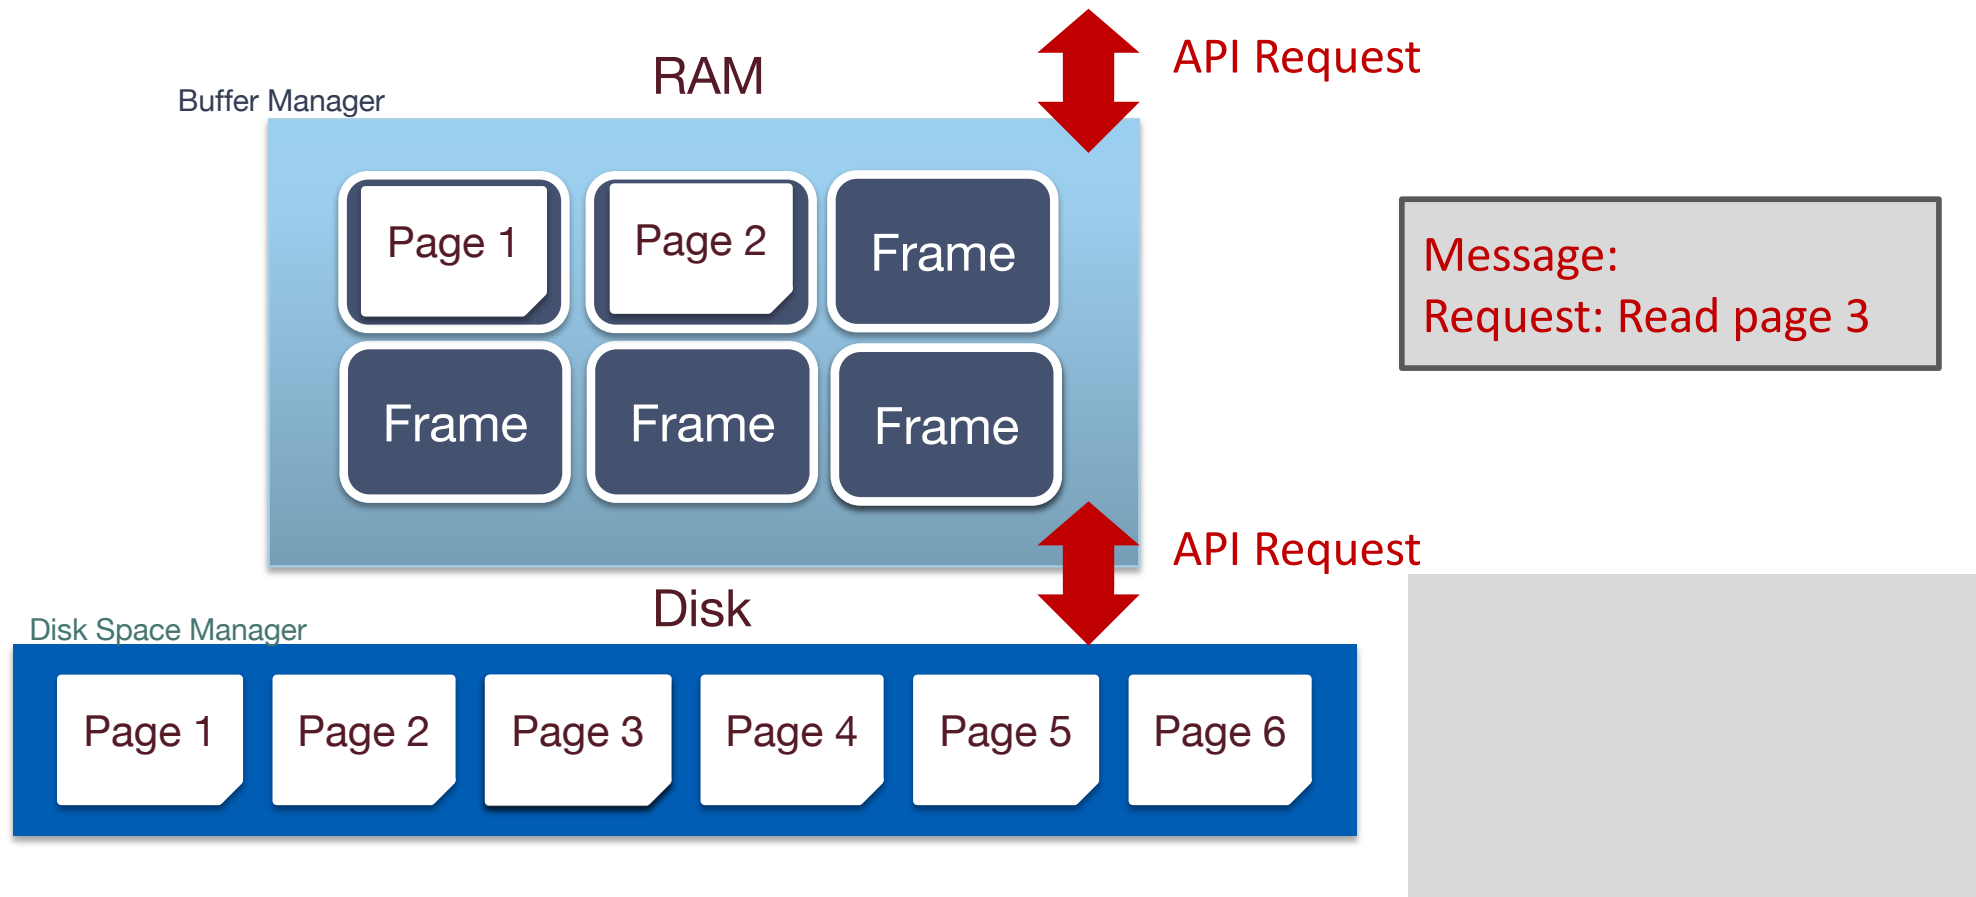 RAM
API Request
Buffer Manager
Page 1
Page 2
Frame
Frame
Frame
Frame
Message:
Request: Read page 3
API Request
Disk
Disk Space Manager
Page 1
Page 2
Page 3
Page 4
Page 5
Page 6